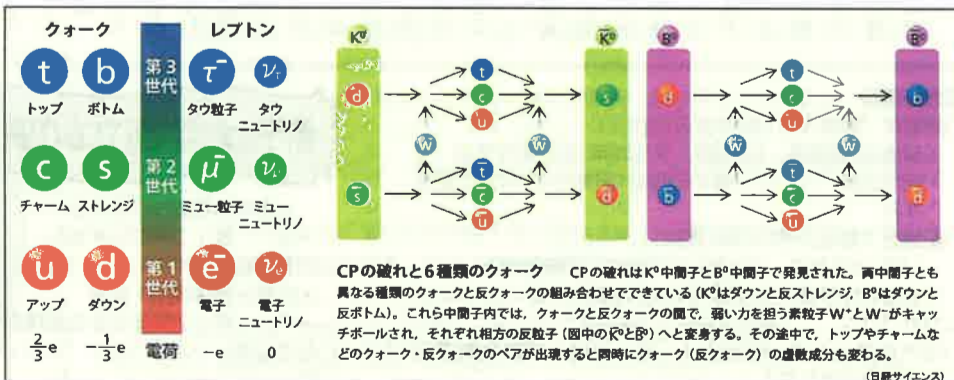 クォーク
レプトン
t
b
第3
世代
τ⁻
ντ
トップ
ボトム
タウ粒子
タウ
ニュートリノ
c
s
第2
世代
μ⁻
チャーム
ストレンジ
ミュー粒子
ミュー
ニュートリノ
u
d
第1
世代
e⁻
νe
アップ
ダウン
電子
電子
ニュートリノ
2/3 e
-1/3 e
電荷
-e
0
K⁰
d
s̄
t
c
u
W
W
t̄
c̄
ū
K̄⁰
s
d̄
B⁰
d
b̄
t
c
u
W
W
t̄
c̄
ū
B̄⁰
b
d̄
CPの破れと6種類のクォーク CPの破れはK⁰中間子とB⁰中間子で発見された。両中間子とも
異なる種類のクォークと反クォークの組み合わせでできている（K⁰はダウンと反ストレンジ，B⁰はダウンと
反ボトム）。これら中間子内では，クォークと反クォークの間で，弱い力を担う素粒子W⁺とW⁻がキャッ
チボールされ，それぞれ相方の反粒子（図中のK̄⁰とB̄⁰）へと変身する。その途中で，トップやチャームな
どのクォーク・反クォークのペアが出現すると同時にクォーク（反クォーク）の虚数成分も変わる。
（日経サイエンス）